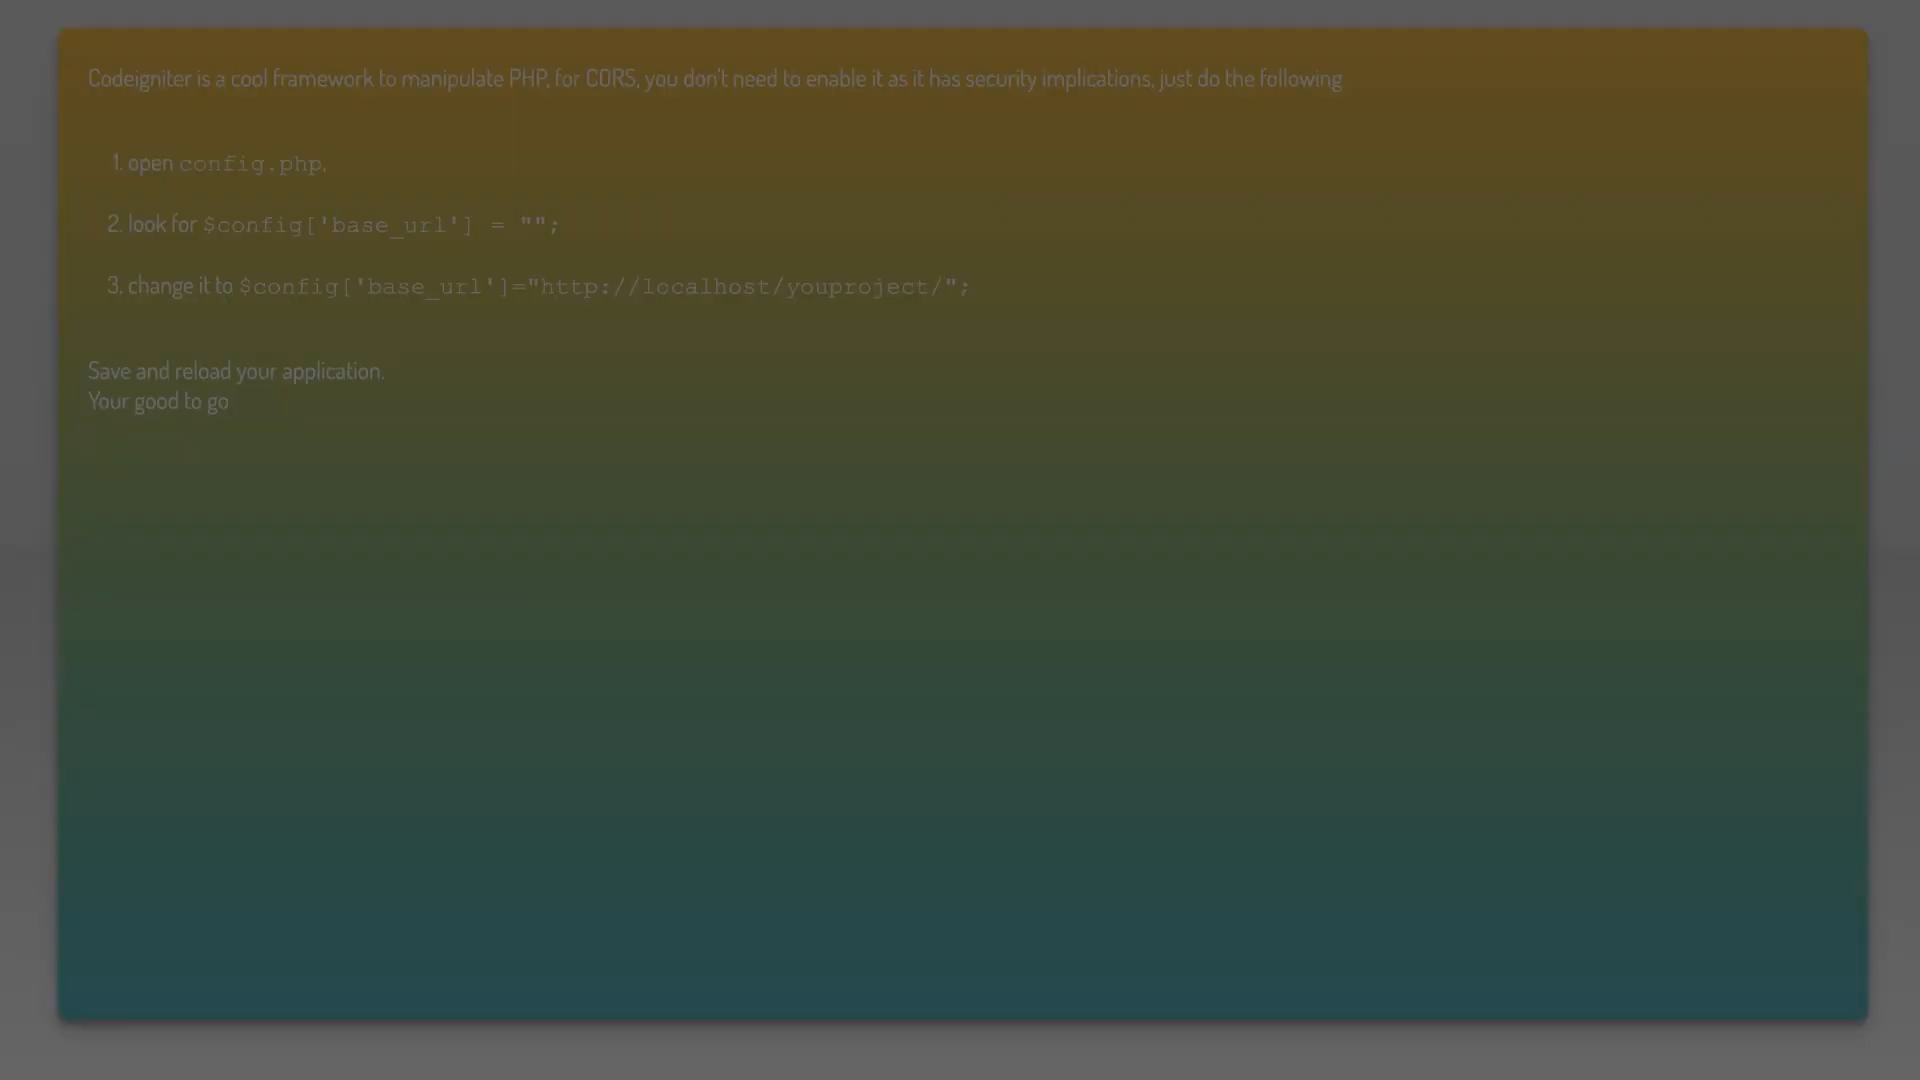 Codeigniter is a cool framework to manipulate PHP, for CORS, you don't need to enable it as it has security implications, just do the following
1. open config.php,
2. look for $config['base_url'] = "";
3. change it to $config['base_url']="http://localhost/youproject/";
Save and reload your application.
Your good to go